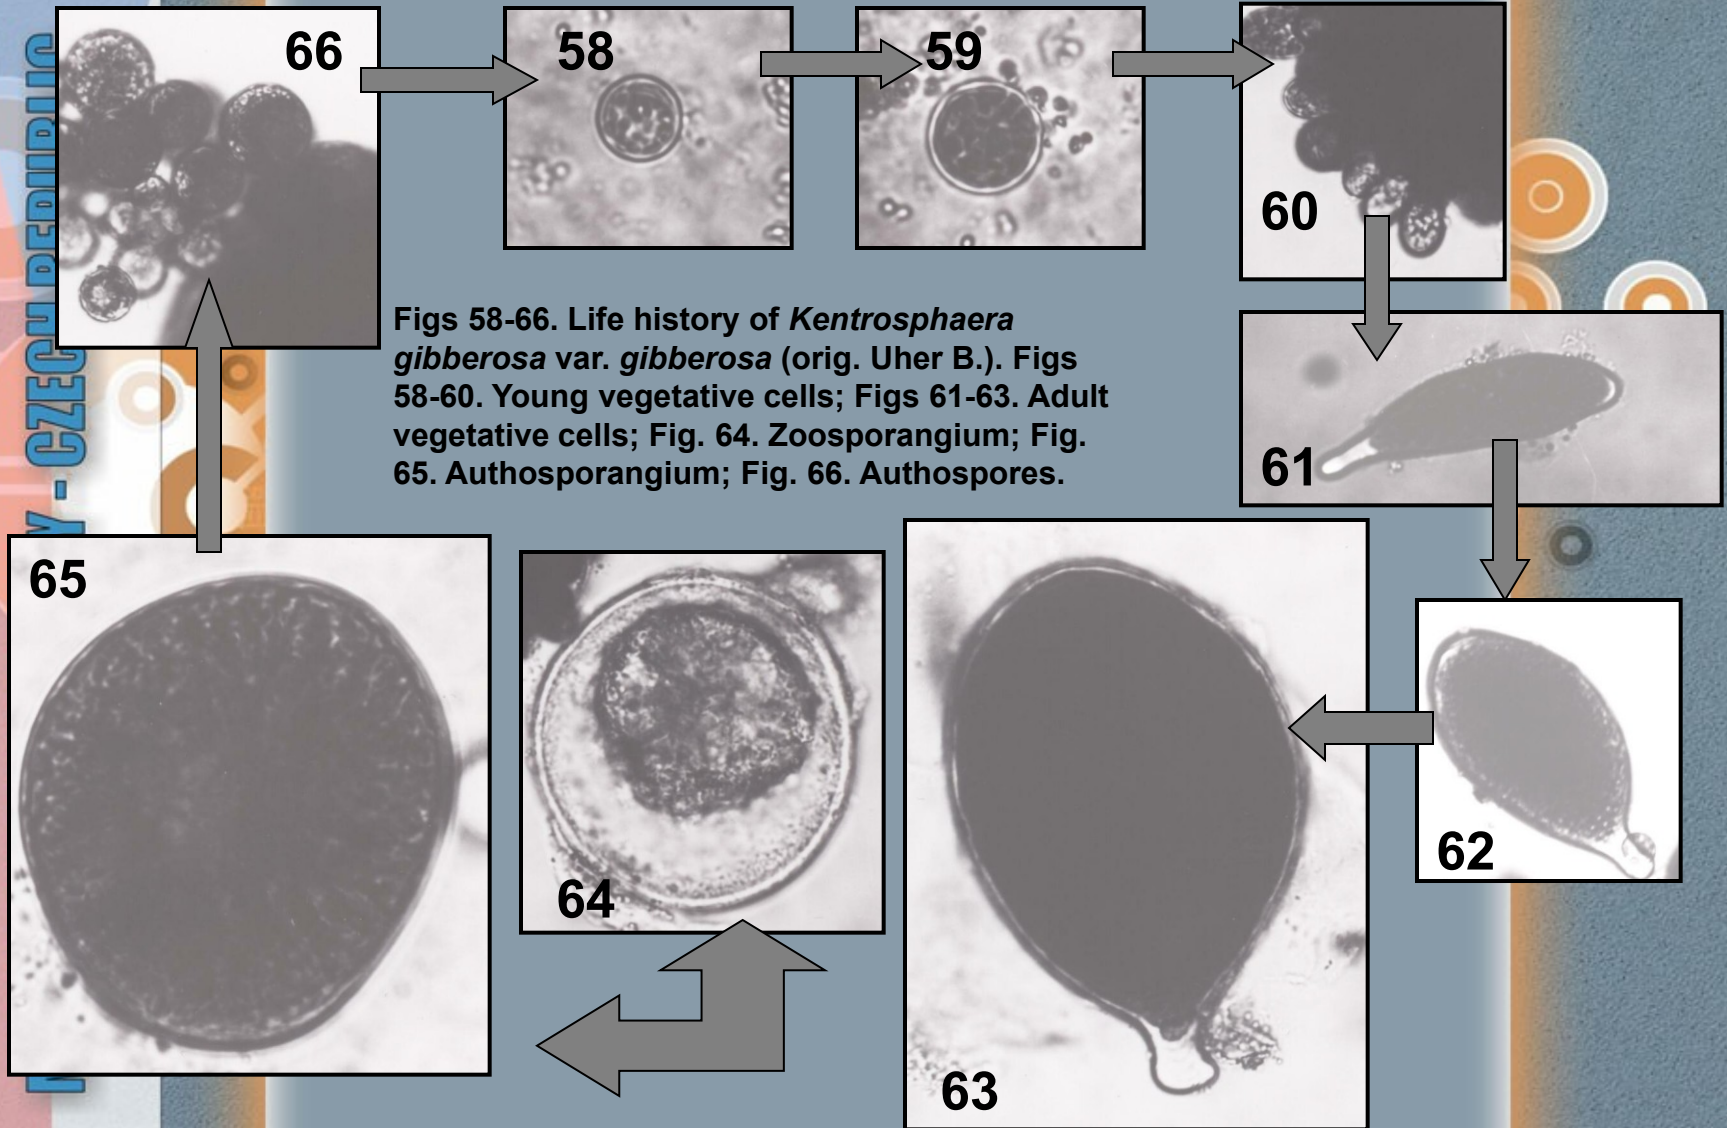 66
58
59
60
Figs 58-66. Life history of Kentrosphaera
gibberosa var. gibberosa (orig. Uher B.). Figs
58-60. Young vegetative cells; Figs 61-63. Adult
vegetative cells; Fig. 64. Zoosporangium; Fig.
65. Authosporangium; Fig. 66. Authospores.
61
65
64
62
63
- CZECH REPUBLIC